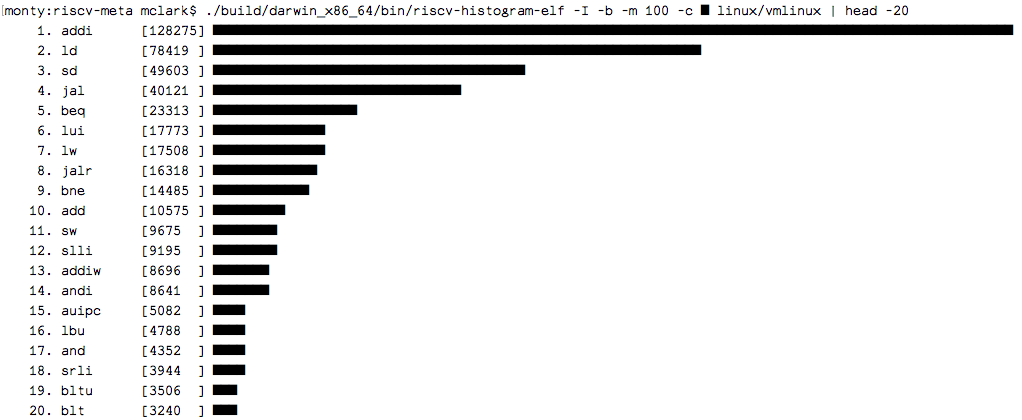 [monty:riscv-meta mclark$ ./build/darwin_x86_64/bin/riscv-histogram-elf -I -b -m 100 -c █ linux/vmlinux | head -20
1. addi [128275]
2. ld [78419 ]
3. sd [49603 ]
4. jal [40121 ]
5. beq [23313 ]
6. lui [17773 ]
7. lw [17508 ]
8. jalr [16318 ]
9. bne [14485 ]
10. add [10575 ]
11. sw [9675 ]
12. slli [9195 ]
13. addiw [8696 ]
14. andi [8641 ]
15. auipc [5082 ]
16. lbu [4788 ]
17. and [4352 ]
18. srli [3944 ]
19. bltu [3506 ]
20. blt [3240 ]